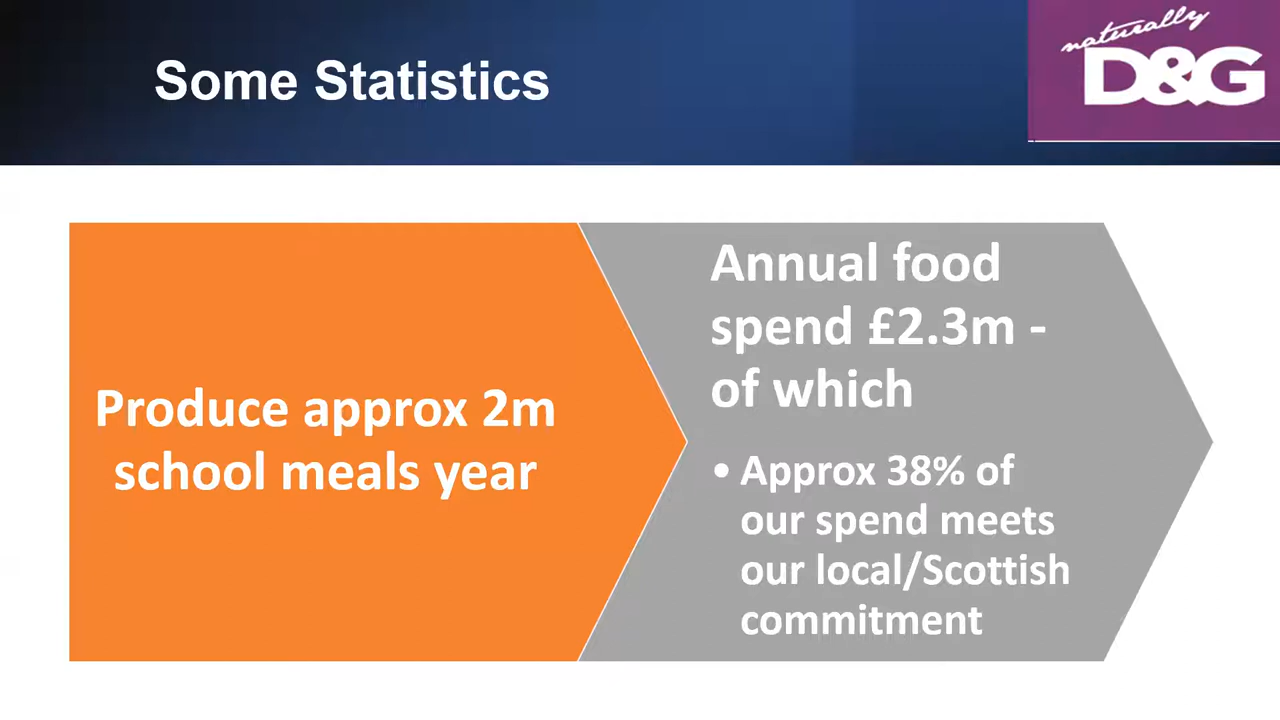 Some Statistics
naturally
D&G
Produce approx 2m
school meals year
Annual food
spend £2.3m -
of which
• Approx 38% of
our spend meets
our local/Scottish
commitment